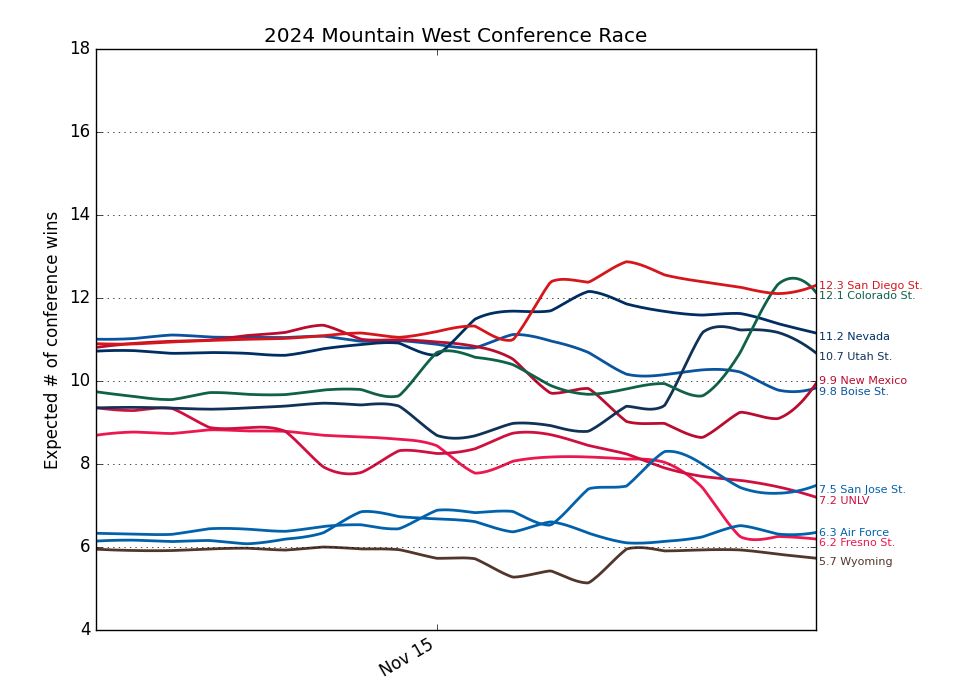 2024 Mountain West Conference Race
Expected # of conference wins
18
16
14
12
10
8
6
4
Nov 15
12.3 San Diego St.
12.1 Colorado St.
11.2 Nevada
10.7 Utah St.
9.9 New Mexico
9.8 Boise St.
7.5 San Jose St.
7.2 UNLV
6.3 Air Force
6.2 Fresno St.
5.7 Wyoming